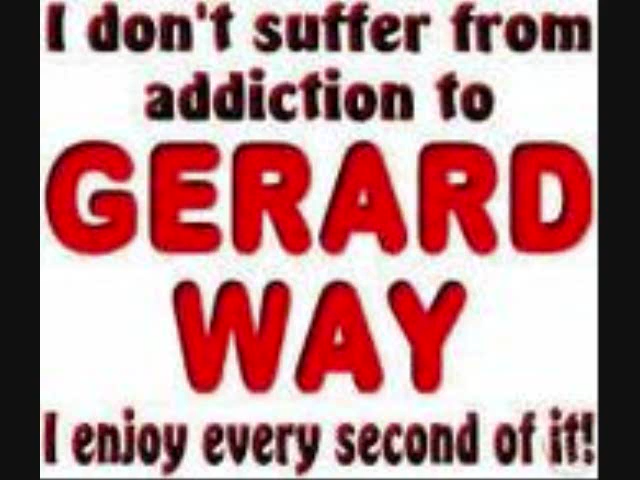 I don't suffer from
addiction to
GERARD
WAY
I enjoy every second of it!